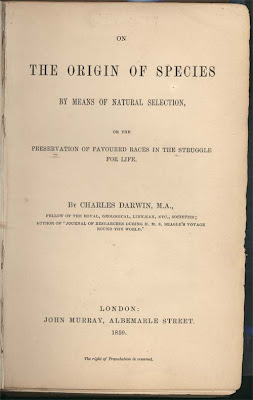 ON
THE ORIGIN OF SPECIES
BY MEANS OF NATURAL SELECTION,
OR THE
PRESERVATION OF FAVOURED RACES IN THE STRUGGLE
FOR LIFE.
BY CHARLES DARWIN, M.A.,
FELLOW OF THE ROYAL, GEOLOGICAL, LINNÆAN, ETC., SOCIETIES;
AUTHOR OF "JOURNAL OF RESEARCHES DURING H. M. S. BEAGLE'S VOYAGE
ROUND THE WORLD."
LONDON:
JOHN MURRAY, ALBEMARLE STREET.
1859.
The right of Translation is reserved.